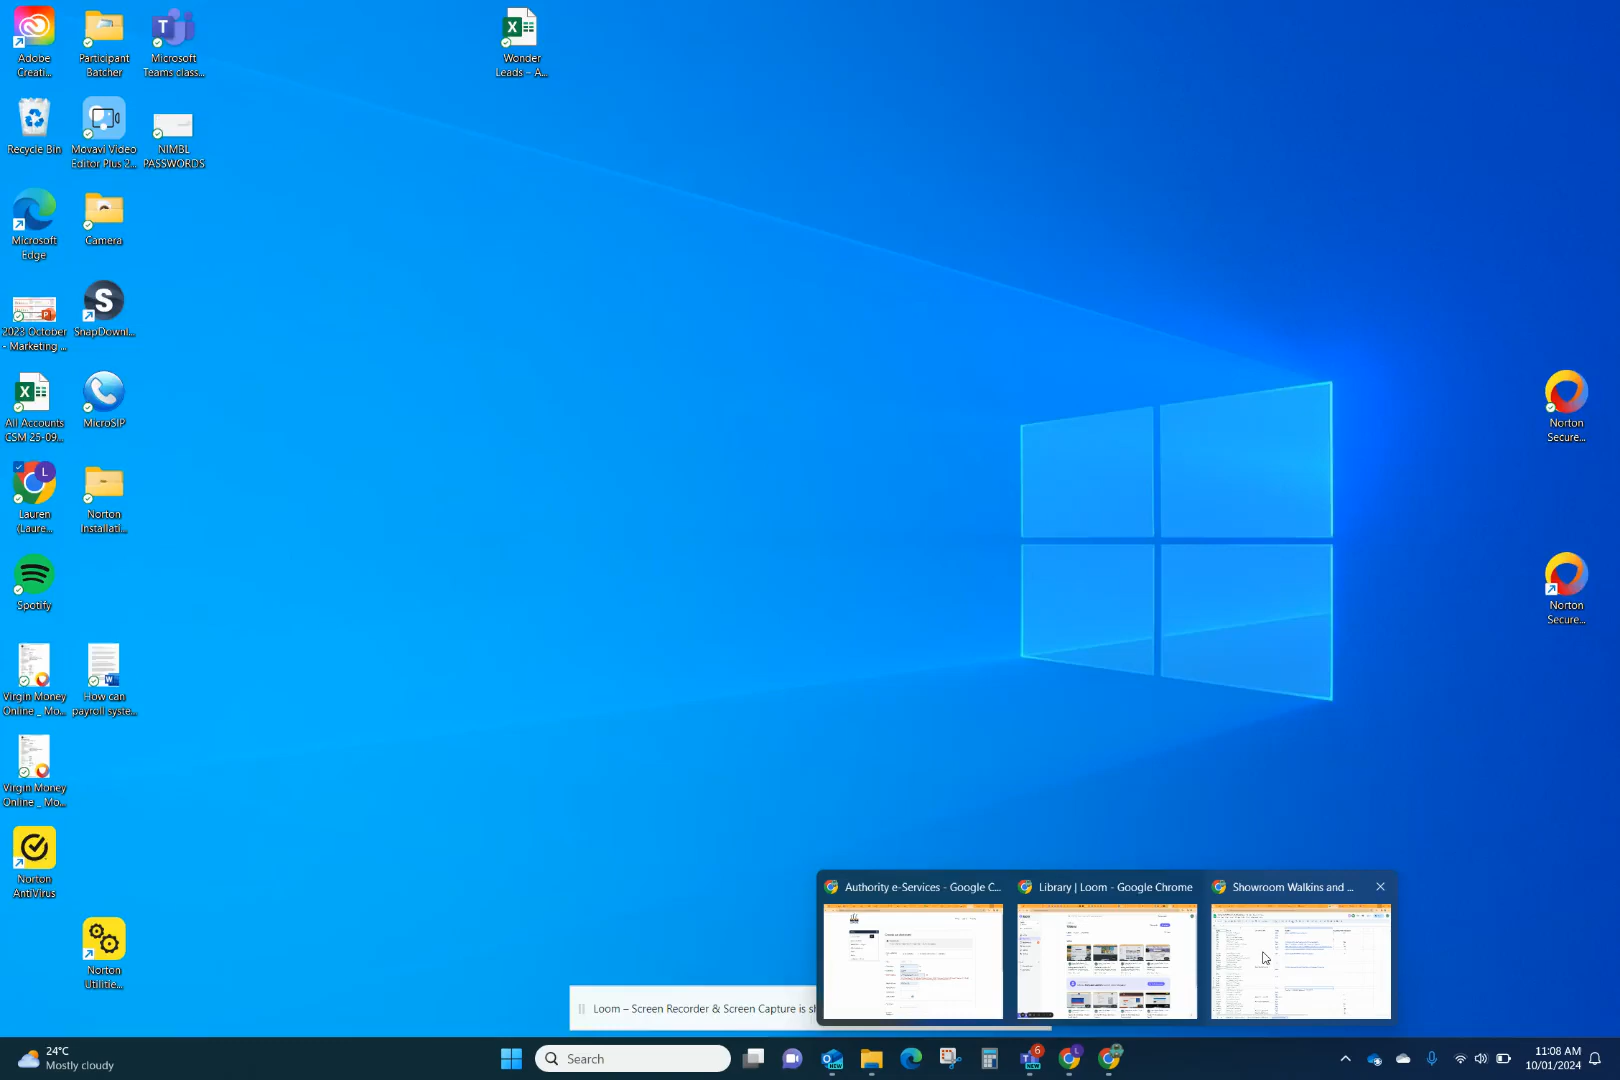 Adobe
Creati...
Participant
Batcher
Microsoft
Teams class...
Wonder
Leads – A...
Recycle Bin
Movavi Video
Editor Plus 2...
NIMBL
PASSWORDS
Microsoft
Edge
Camera
2023 October
- Marketing ...
SnapDownl...
All Accounts
CSM 25-09...
MicroSIP
Norton
Secure...
Lauren
(Laure...
Norton
Installati...
Spotify
Norton
Secure...
Virgin Money
Online _ Mo...
How can
payroll syste...
Virgin Money
Online _ Mo...
Norton
AntiVirus
Norton
Utilitie...
Authority e-Services - Google C...
Library | Loom - Google Chrome
Showroom Walkins and ...
Loom – Screen Recorder & Screen Capture is sh
24°C
Mostly cloudy
Search
NEW
6
NEW
L
11:08 AM
10/01/2024